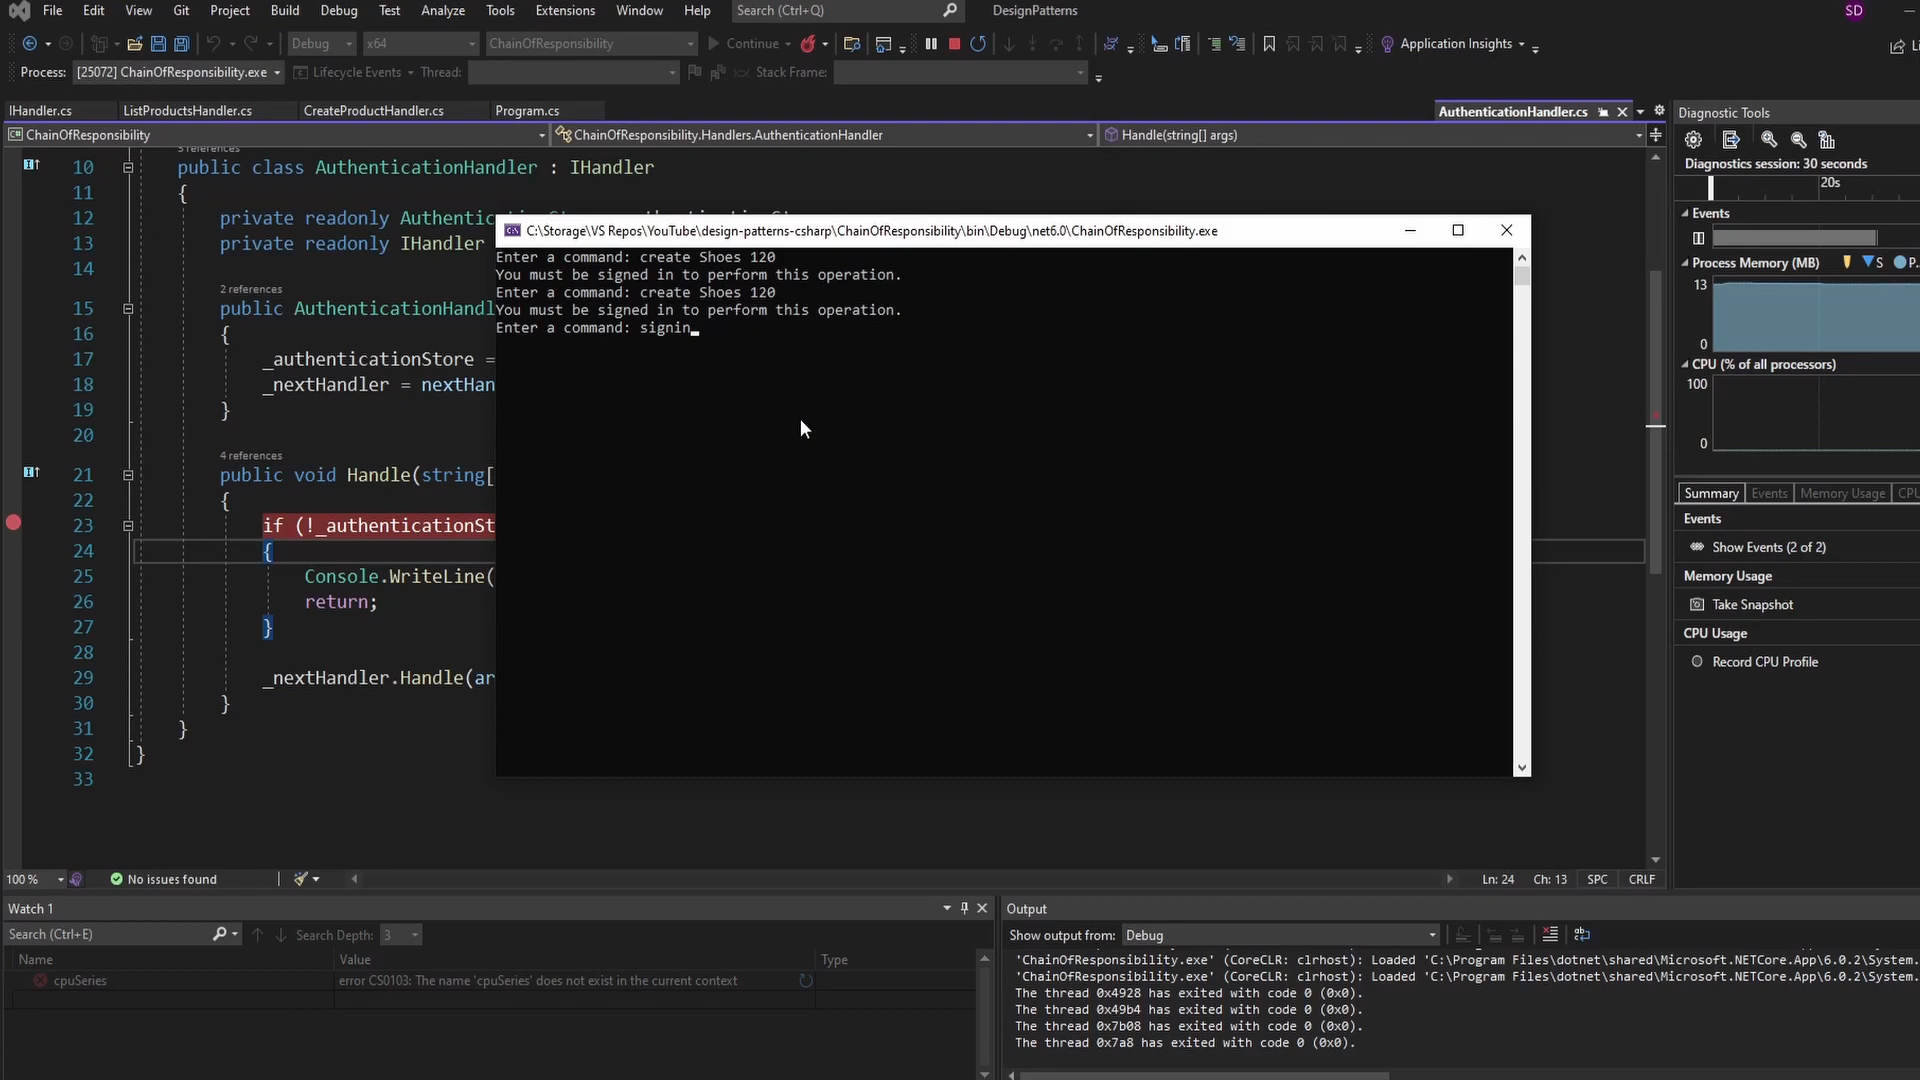 File Edit View Git Project Build Debug Test Analyze Tools Extensions Window Help Search (Ctrl+Q) DesignPatterns SD
Debug x64 ChainOfResponsibility Continue Application Insights
Process: [25072] ChainOfResponsibility.exe Lifecycle Events Thread: Stack Frame:
IHandler.cs ListProductsHandler.cs CreateProductHandler.cs Program.cs AuthenticationHandler.cs
ChainOfResponsibility ChainOfResponsibility.Handlers.AuthenticationHandler Handle(string[] args)
10 public class AuthenticationHandler : IHandler
11 {
12 private readonly Authentic
13 private readonly IHandler
14
2 references
15 public AuthenticationHandl
16 {
17 _authenticationStore =
18 _nextHandler = nextHan
19 }
20
4 references
21 public void Handle(string[
22 {
23 if (!_authenticationSt
24 {
25 Console.WriteLine(
26 return;
27 }
28
29 _nextHandler.Handle(ar
30 }
31 }
32 }
33
C:\Storage\VS Repos\YouTube\design-patterns-csharp\ChainOfResponsibility\bin\Debug\net6.0\ChainOfResponsibility.exe
Enter a command: create Shoes 120
You must be signed in to perform this operation.
Enter a command: create Shoes 120
You must be signed in to perform this operation.
Enter a command: signin
Diagnostic Tools
Diagnostics session: 30 seconds
20s
Events
Process Memory (MB) S P..
13
0
CPU (% of all processors)
100
0
Summary Events Memory Usage CPU
Events
Show Events (2 of 2)
Memory Usage
Take Snapshot
CPU Usage
Record CPU Profile
100 % No issues found Ln: 24 Ch: 13 SPC CRLF
Watch 1
Search (Ctrl+E) Search Depth: 3
Name Value Type
cpuSeries error CS0103: The name 'cpuSeries' does not exist in the current context
Output
Show output from: Debug
'ChainOfResponsibility.exe' (CoreCLR: clrhost): Loaded 'C:\Program Files\dotnet\shared\Microsoft.NETCore.App\6.0.2\System.
'ChainOfResponsibility.exe' (CoreCLR: clrhost): Loaded 'C:\Program Files\dotnet\shared\Microsoft.NETCore.App\6.0.2\System.
The thread 0x4928 has exited with code 0 (0x0).
The thread 0x49b4 has exited with code 0 (0x0).
The thread 0x7b08 has exited with code 0 (0x0).
The thread 0x7a8 has exited with code 0 (0x0).